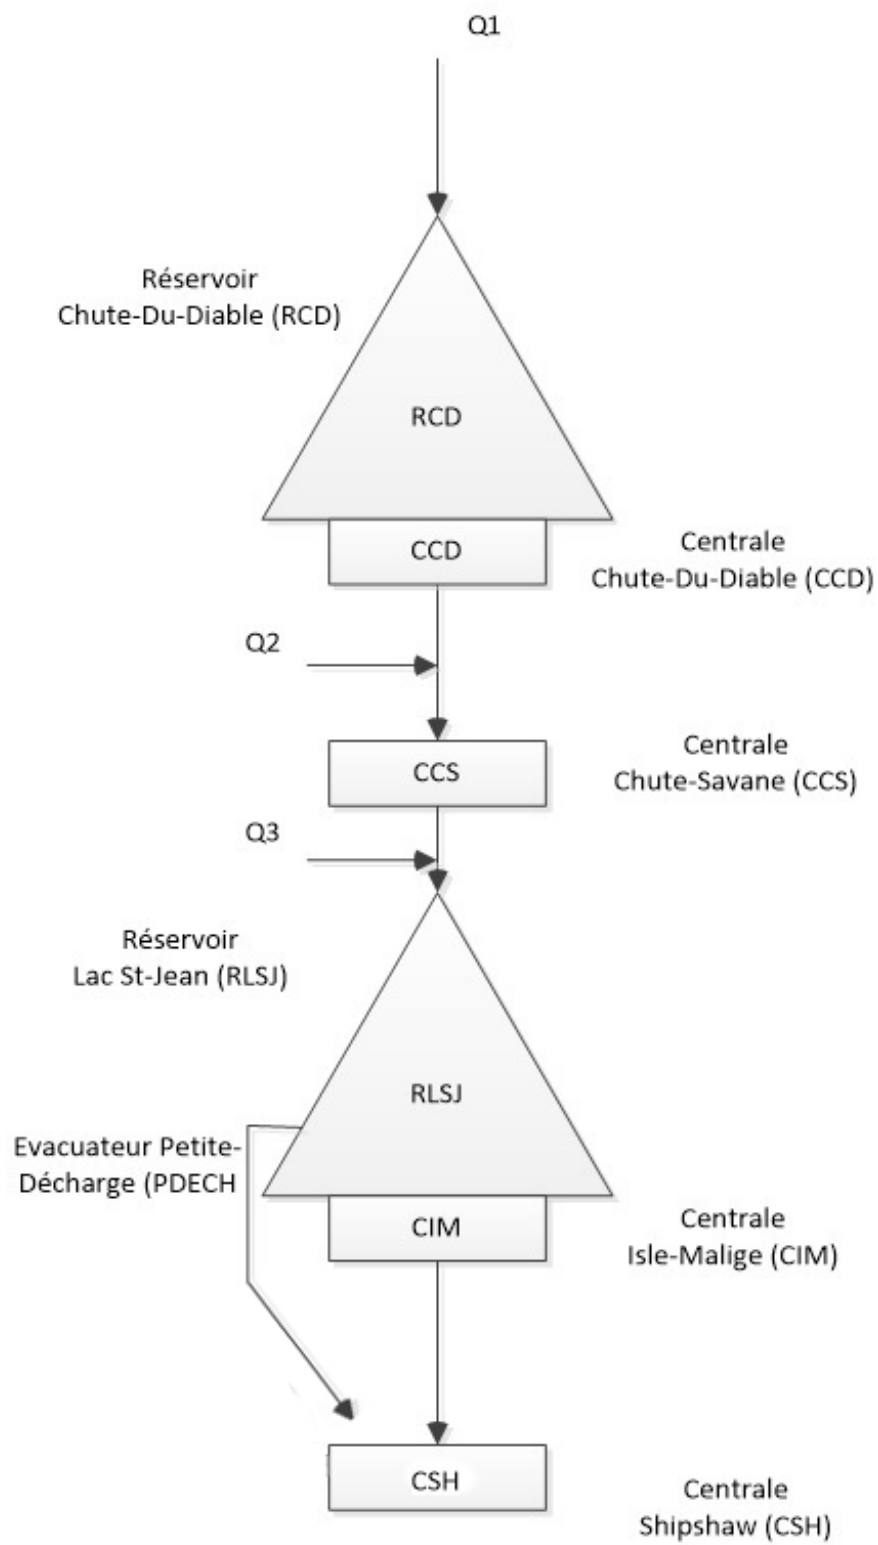 Q1
Réservoir
Chute-Du-Diable (RCD)
RCD
CCD
Centrale
Chute-Du-Diable (CCD)
Q2
CCS
Centrale
Chute-Savane (CCS)
Q3
Réservoir
Lac St-Jean (RLSJ)
RLSJ
Evacuateur Petite-
Décharge (PDECH
CIM
Centrale
Isle-Malige (CIM)
CSH
Centrale
Shipshaw (CSH)